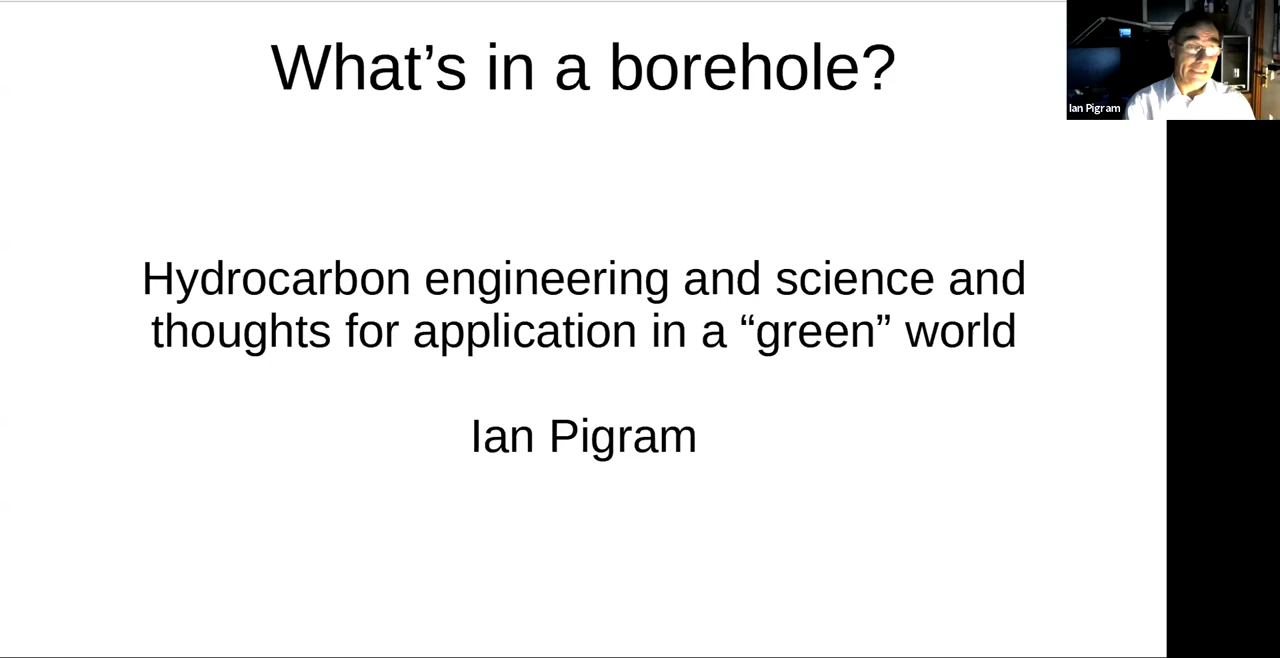 What’s in a borehole?
Ian Pigram
Hydrocarbon engineering and science and
thoughts for application in a “green” world
Ian Pigram